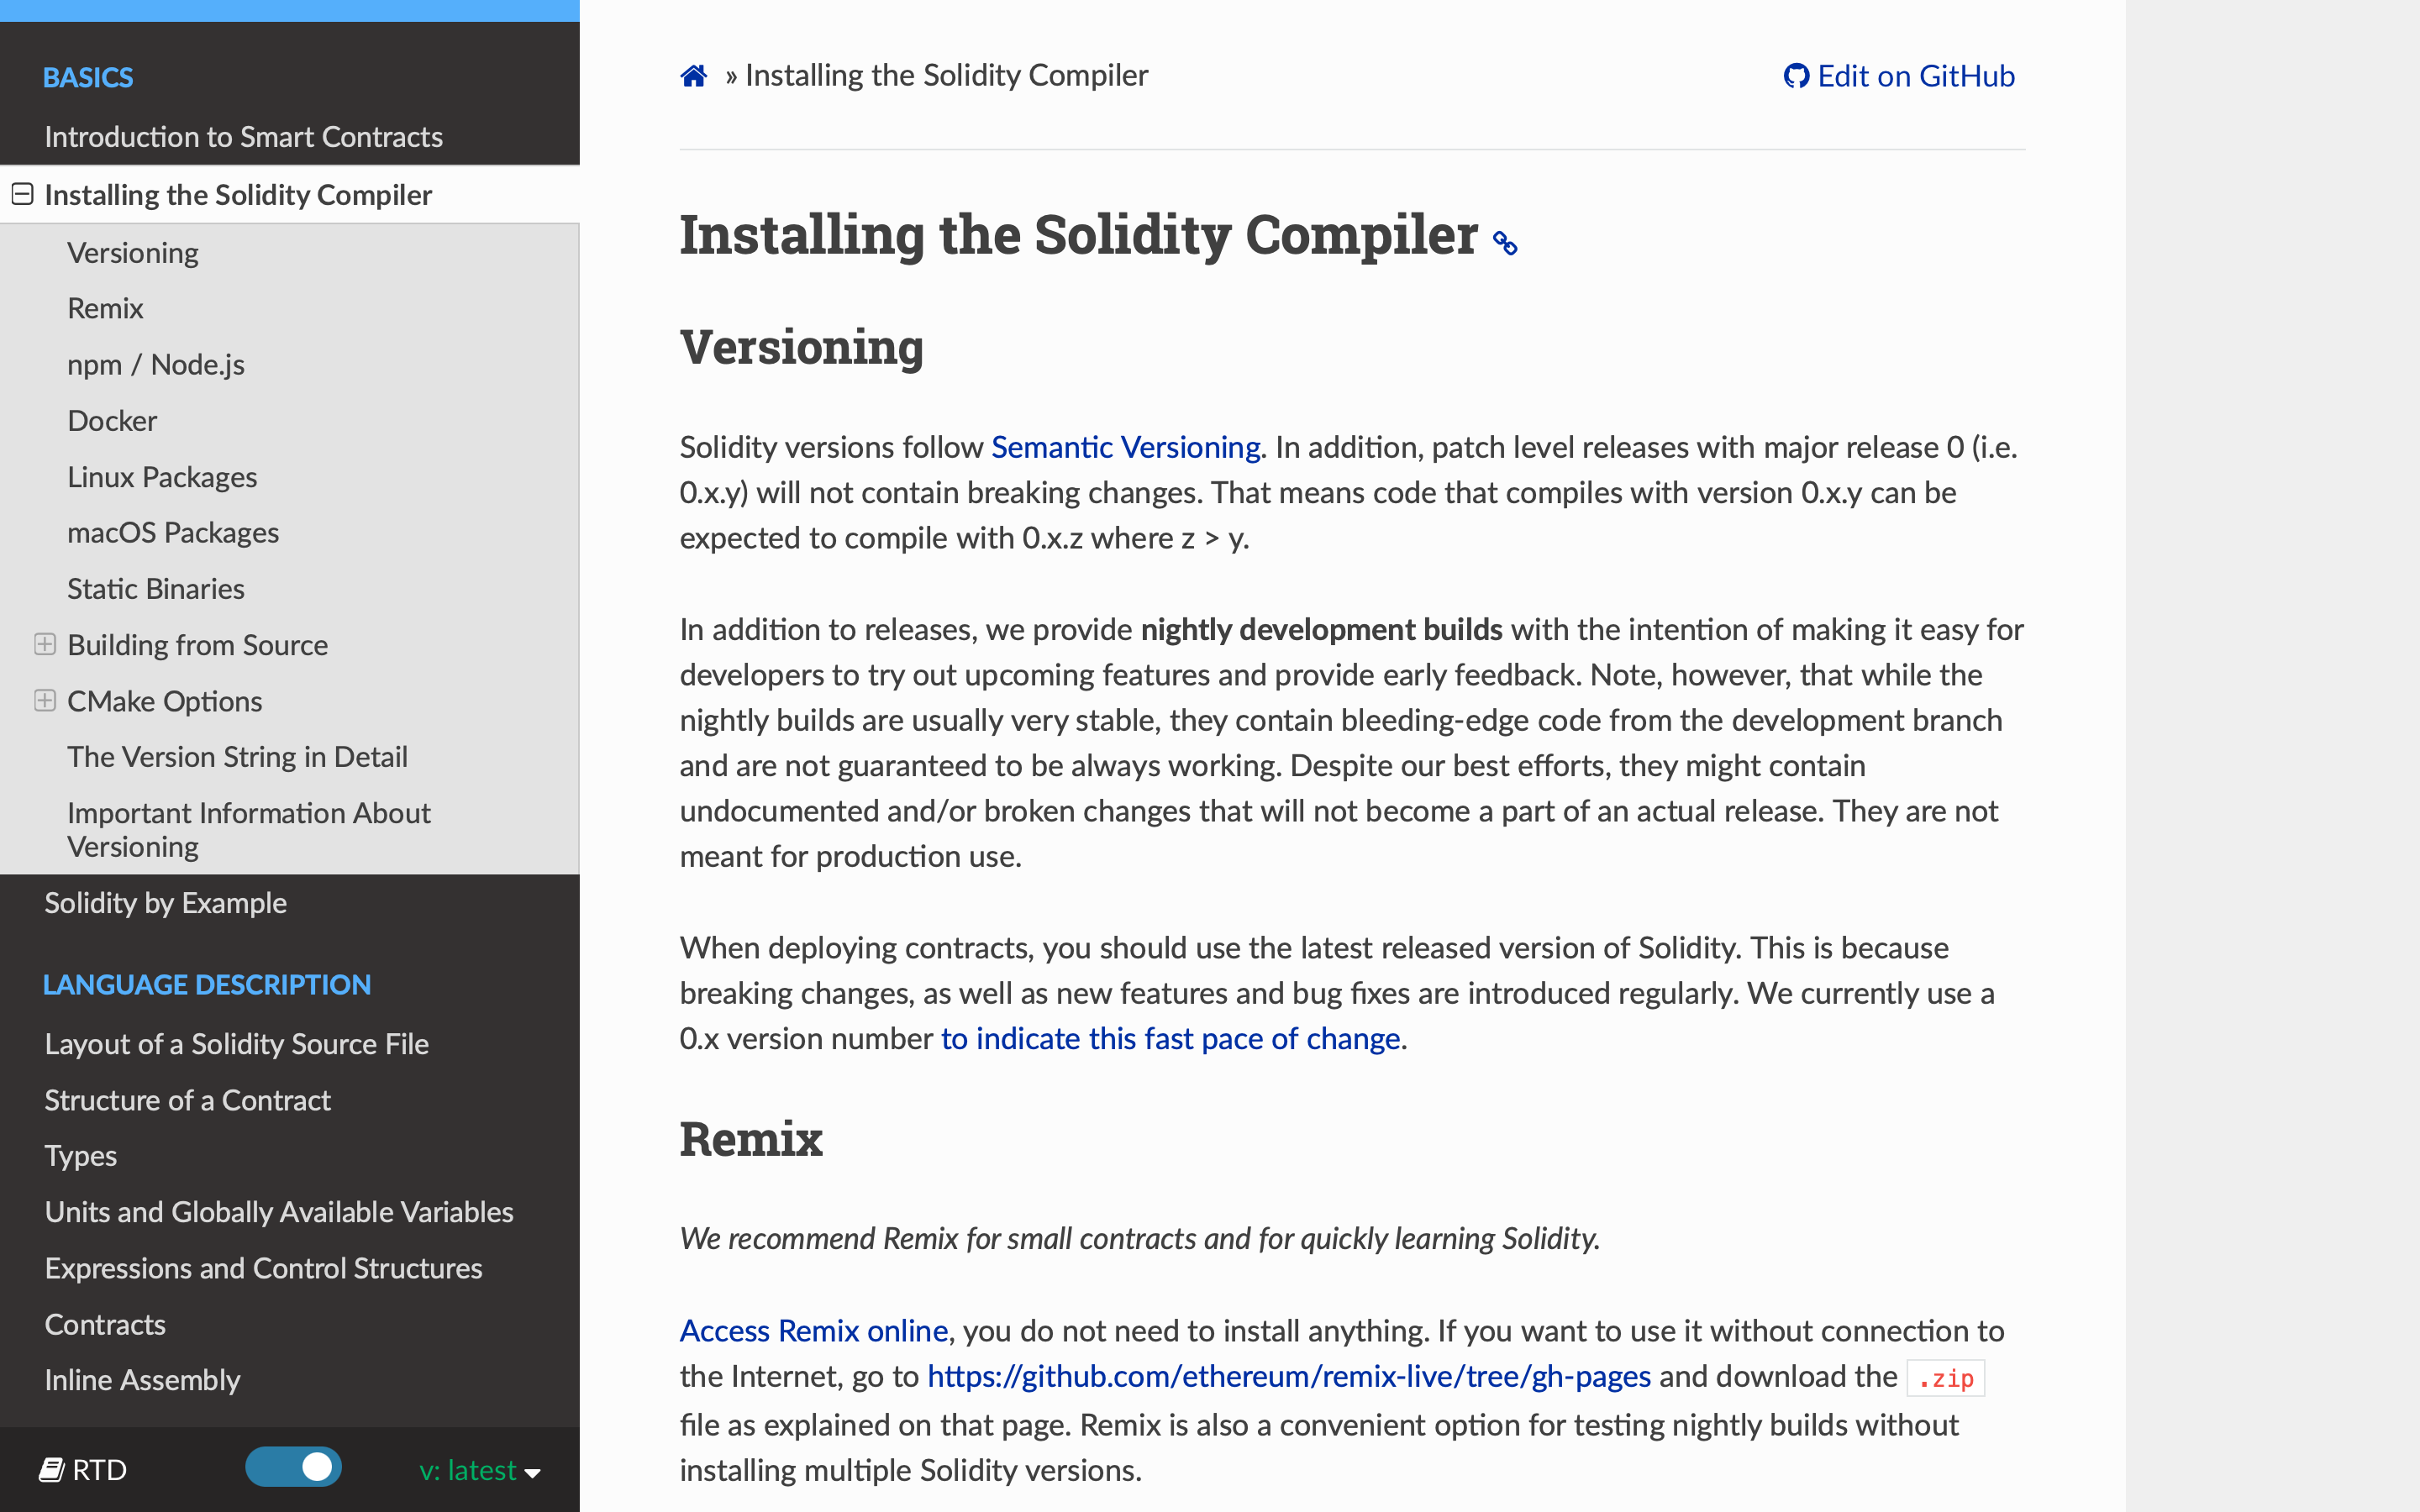 BASICS
Introduction to Smart Contracts
Installing the Solidity Compiler
Versioning
Remix
npm / Node.js
Docker
Linux Packages
macOS Packages
Static Binaries
Building from Source
CMake Options
The Version String in Detail
Important Information About
Versioning
Solidity by Example
LANGUAGE DESCRIPTION
Layout of a Solidity Source File
Structure of a Contract
Types
Units and Globally Available Variables
Expressions and Control Structures
Contracts
Inline Assembly
RTD
v: latest
» Installing the Solidity Compiler
Edit on GitHub
Installing the Solidity Compiler
Versioning
Solidity versions follow Semantic Versioning. In addition, patch level releases with major release 0 (i.e.
0.x.y) will not contain breaking changes. That means code that compiles with version 0.x.y can be
expected to compile with 0.x.z where z > y.
In addition to releases, we provide nightly development builds with the intention of making it easy for
developers to try out upcoming features and provide early feedback. Note, however, that while the
nightly builds are usually very stable, they contain bleeding-edge code from the development branch
and are not guaranteed to be always working. Despite our best efforts, they might contain
undocumented and/or broken changes that will not become a part of an actual release. They are not
meant for production use.
When deploying contracts, you should use the latest released version of Solidity. This is because
breaking changes, as well as new features and bug fixes are introduced regularly. We currently use a
0.x version number to indicate this fast pace of change.
Remix
We recommend Remix for small contracts and for quickly learning Solidity.
Access Remix online, you do not need to install anything. If you want to use it without connection to
the Internet, go to https://github.com/ethereum/remix-live/tree/gh-pages and download the .zip
file as explained on that page. Remix is also a convenient option for testing nightly builds without
installing multiple Solidity versions.